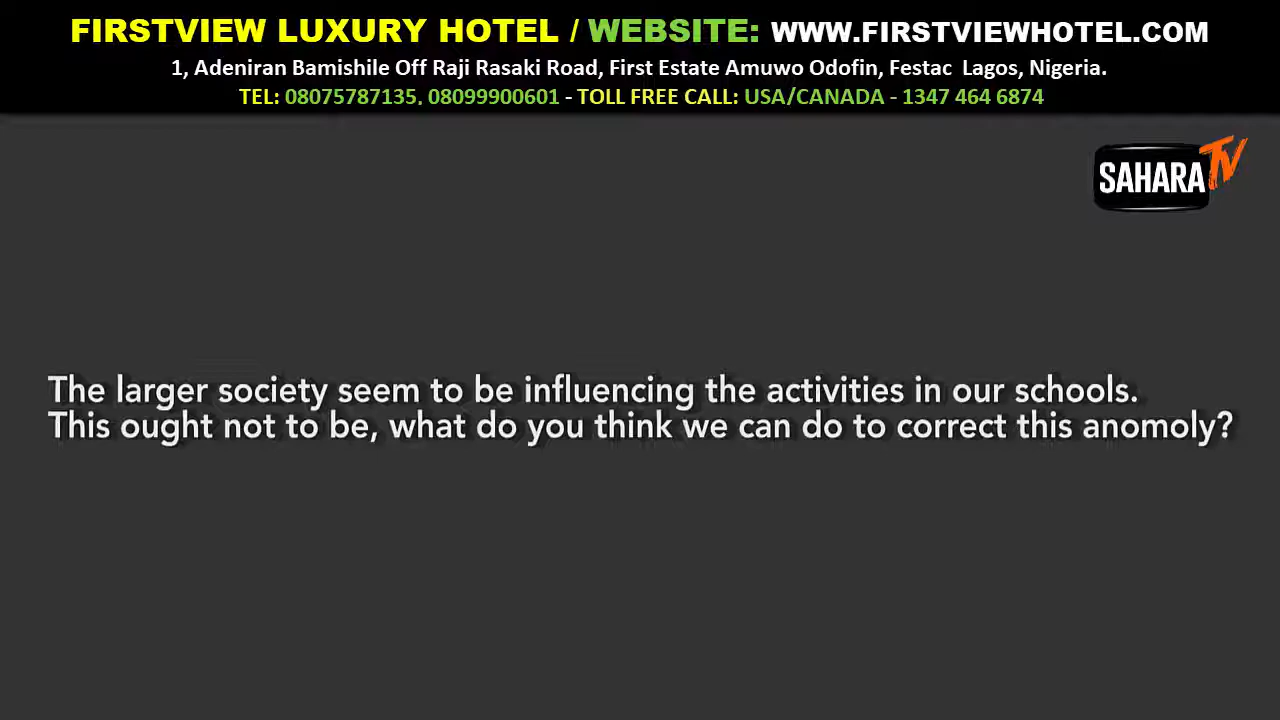 FIRSTVIEW LUXURY HOTEL / WEBSITE: WWW.FIRSTVIEWHOTEL.COM
1, Adeniran Bamishile Off Raji Rasaki Road, First Estate Amuwo Odofin, Festac Lagos, Nigeria.
TEL: 08075787135. 08099900601 - TOLL FREE CALL: USA/CANADA - 1347 464 6874
SAHARA TV
The larger society seem to be influencing the activities in our schools.
This ought not to be, what do you think we can do to correct this anomoly?